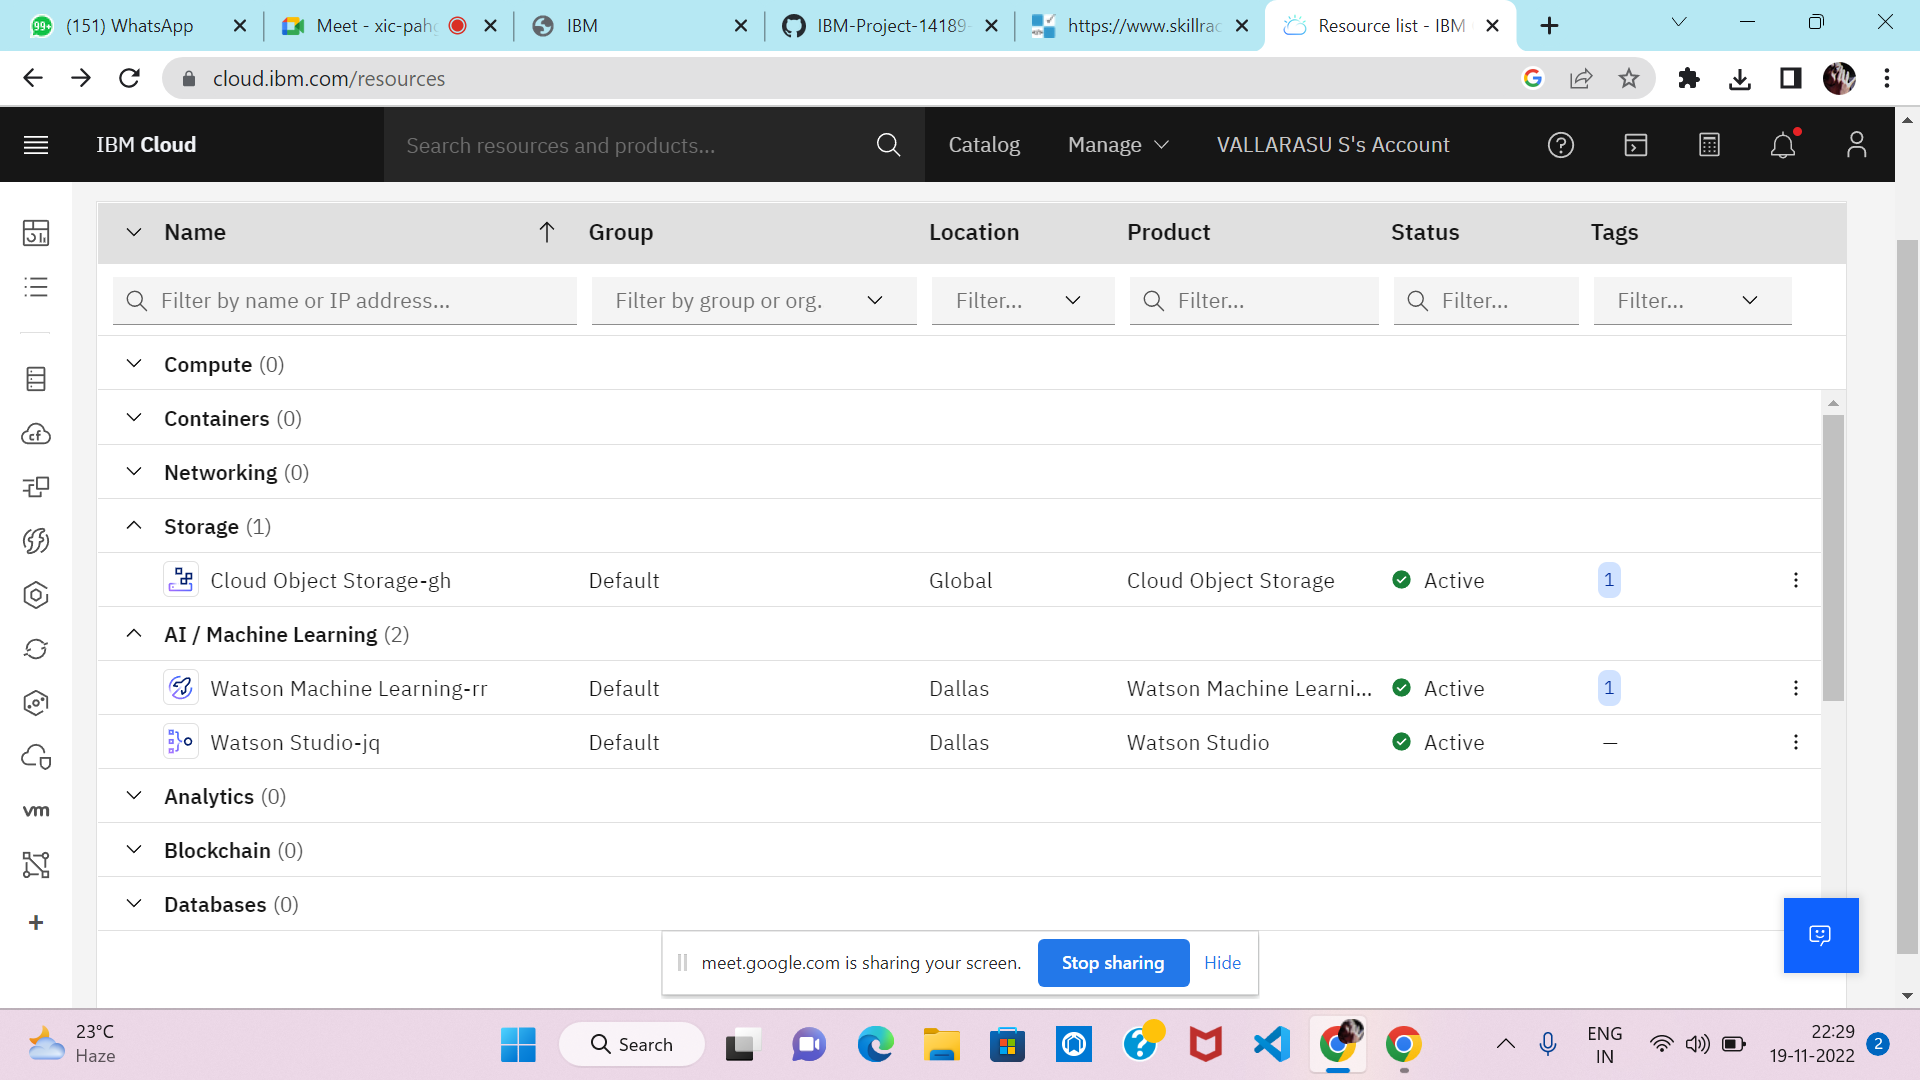 99+ (151) WhatsApp
Meet - xic-pahg
IBM
IBM-Project-14189-
https://www.skillrac
Resource list - IBM
cloud.ibm.com/resources
IBM Cloud
Search resources and products...
Catalog
Manage
VALLARASU S's Account
Name Group Location Product Status Tags
Filter by name or IP address...
Filter by group or org.
Filter...
Filter...
Filter...
Filter...
Compute (0)
Containers (0)
Networking (0)
Storage (1)
Cloud Object Storage-gh Default Global Cloud Object Storage Active 1
AI / Machine Learning (2)
Watson Machine Learning-rr Default Dallas Watson Machine Learni... Active 1
Watson Studio-jq Default Dallas Watson Studio Active –
Analytics (0)
vm
Blockchain (0)
Databases (0)
meet.google.com is sharing your screen.
Stop sharing
Hide
23°C
Haze
Search
ENG
IN
22:29
19-11-2022
2